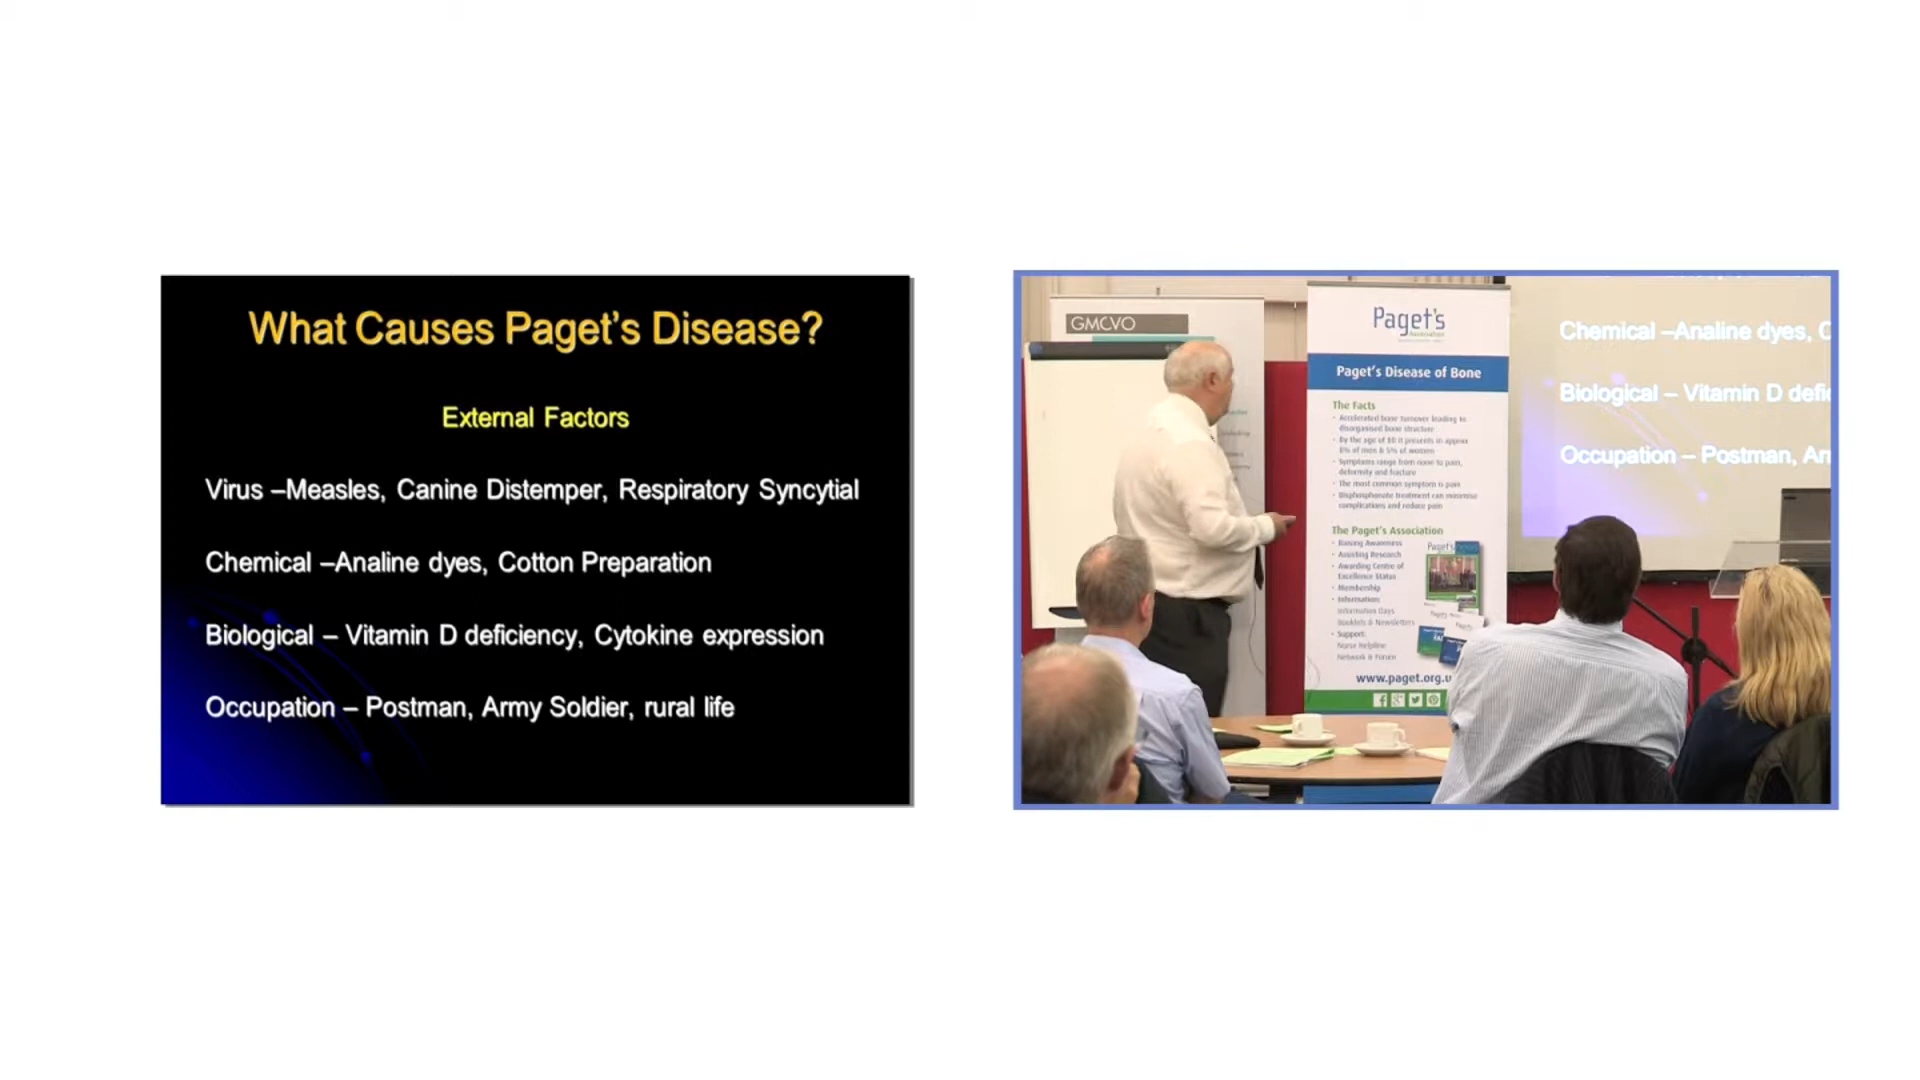 What Causes Paget's Disease?
External Factors
Virus –Measles, Canine Distemper, Respiratory Syncytial
Chemical –Analine dyes, Cotton Preparation
Biological – Vitamin D deficiency, Cytokine expression
Occupation – Postman, Army Soldier, rural life
GMCVO
Paget's
Association
Paget's Disease of Bone
The Facts
· Accelerated bone turnover leading to
disorganised bone structure
· By the age of 80 it presents in approx
8% of men & 5% of women
· Symptoms range from none to pain,
deformity and fracture
· The most common symptom is pain
· Bisphosphonate treatment can minimise
complications and reduce pain
The Paget's Association
· Raising Awareness
· Assisting Research
· Awarding Centre of
Excellence Status
· Membership
· Information:
Information Days
Booklets & Newsletters
· Support:
Nurse Helpline
Network & Forum
Paget's
www.paget.org.u
Chemical –Analine dyes, C
Biological – Vitamin D defic
Occupation – Postman, Arm